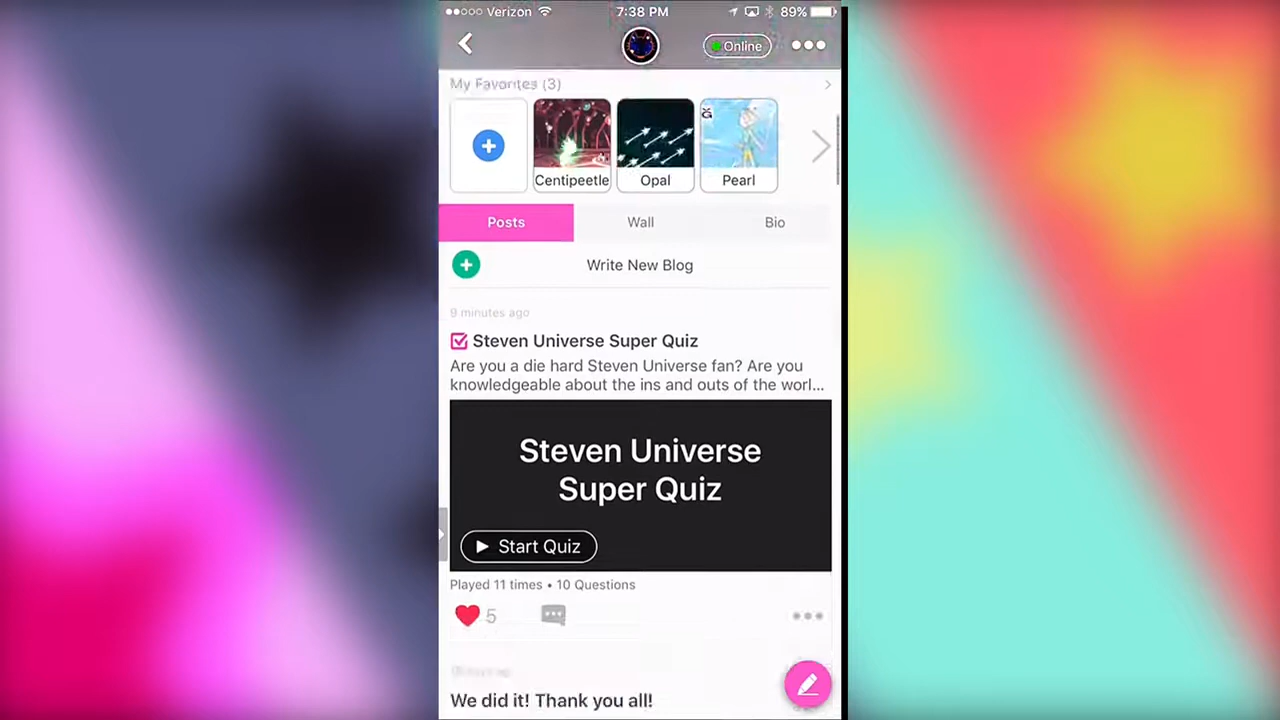 Verizon 7:38 PM 89%
Online
My Favorites (3)
Centipeetle Opal Pearl
Posts Wall Bio
Write New Blog
9 minutes ago
Steven Universe Super Quiz
Are you a die hard Steven Universe fan? Are you
knowledgeable about the ins and outs of the worl...
Steven Universe
Super Quiz
Start Quiz
Played 11 times • 10 Questions
5
We did it! Thank you all!